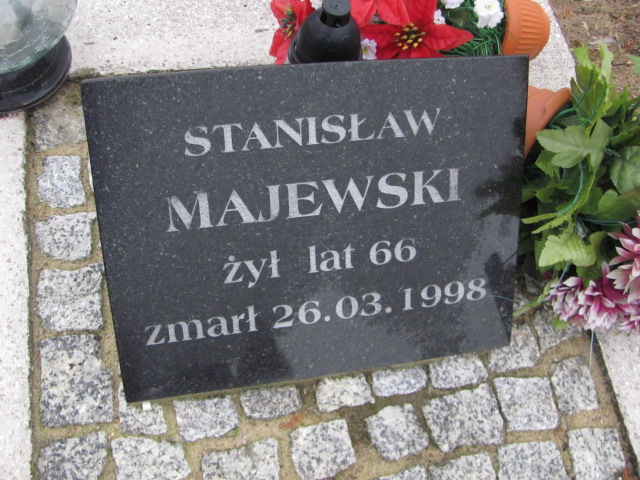 STANISŁAW
MAJEWSKI
żył lat 66
zmarł 26.03.1998